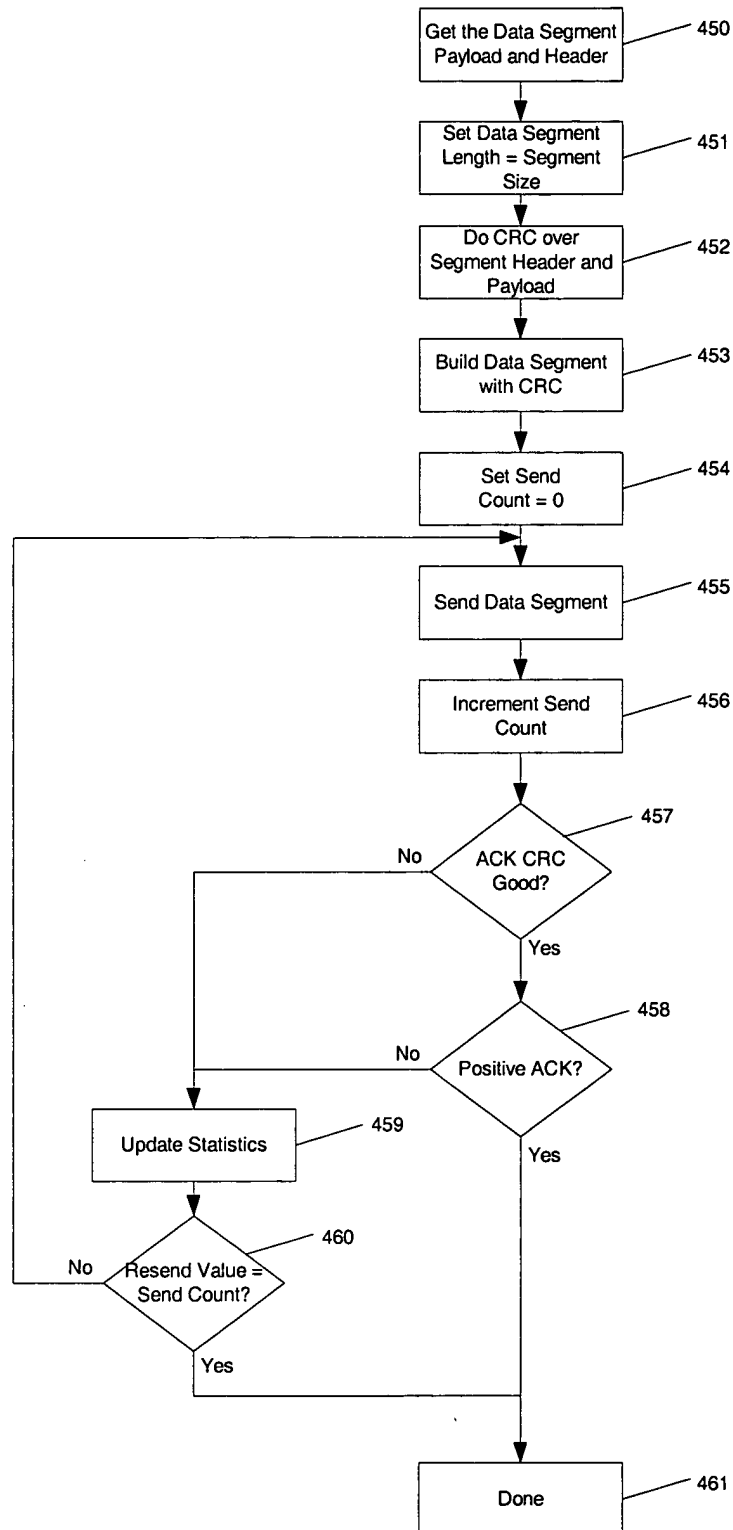 Get the Data Segment
Payload and Header
450
Set Data Segment
Length = Segment
Size
451
Do CRC over
Segment Header and
Payload
452
Build Data Segment
with CRC
453
Set Send
Count = 0
454
Send Data Segment
455
Increment Send
Count
456
457
No
ACK CRC
Good?
Yes
458
No
Positive ACK?
Yes
Update Statistics
459
460
No
Resend Value =
Send Count?
Yes
Done
461